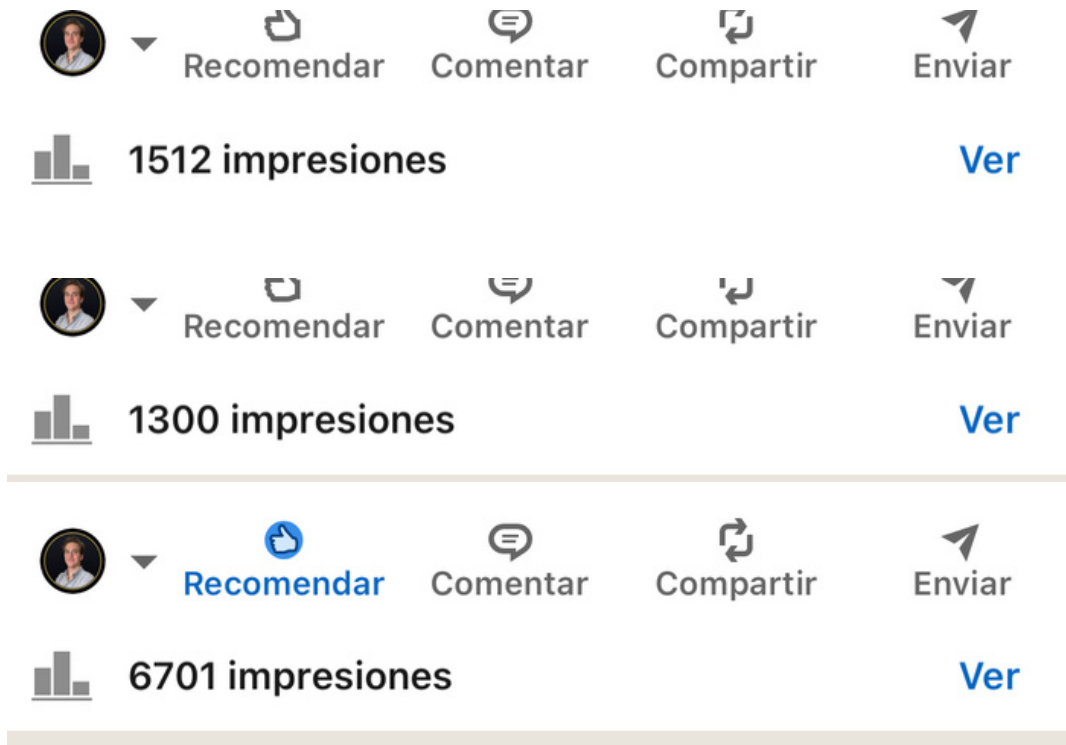 Recomendar Comentar Compartir Enviar
1512 impresiones Ver
Recomendar Comentar Compartir Enviar
1300 impresiones Ver
Recomendar Comentar Compartir Enviar
6701 impresiones Ver